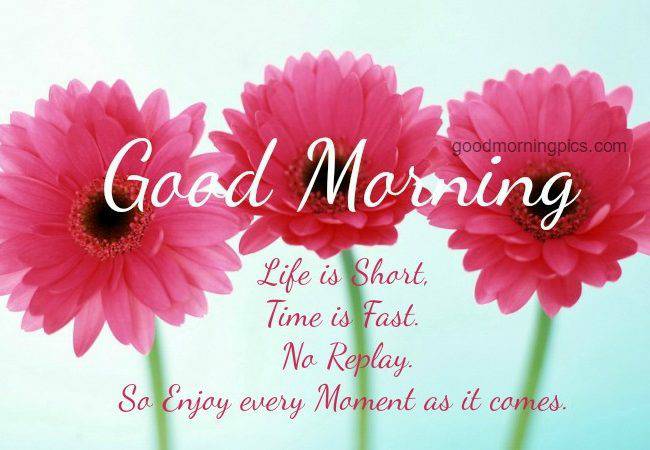 goodmorningpics.com
Good Morning
Life is Short,
Time is Fast.
No Replay.
So Enjoy every Moment as it comes.